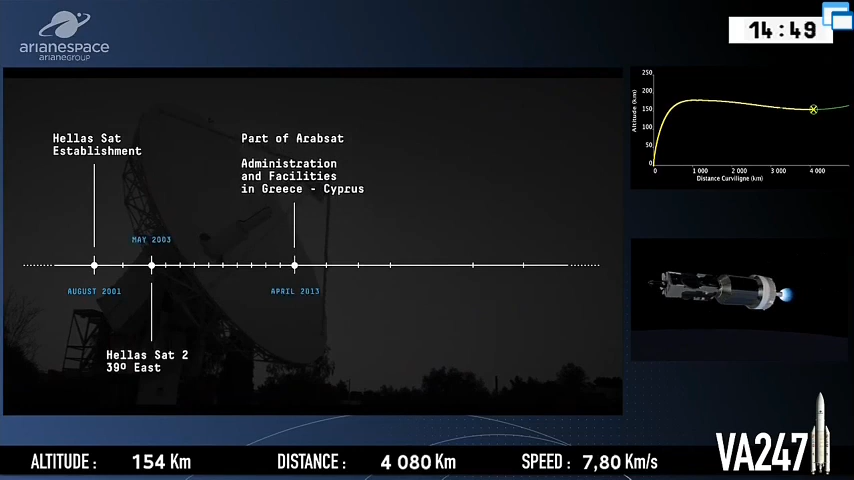 arianespace
arianegroup
14:49
Hellas Sat
Establishment
Part of Arabsat
Administration
and Facilities
in Greece - Cyprus
MAY 2003
AUGUST 2001
APRIL 2013
Hellas Sat 2
39º East
Altitude (km)
250
200
150
100
50
0
0
1 000
2 000
3 000
4 000
Distance Curviligne (km)
VA247
ALTITUDE : 154 Km
DISTANCE : 4 080 Km
SPEED : 7,80 Km/s